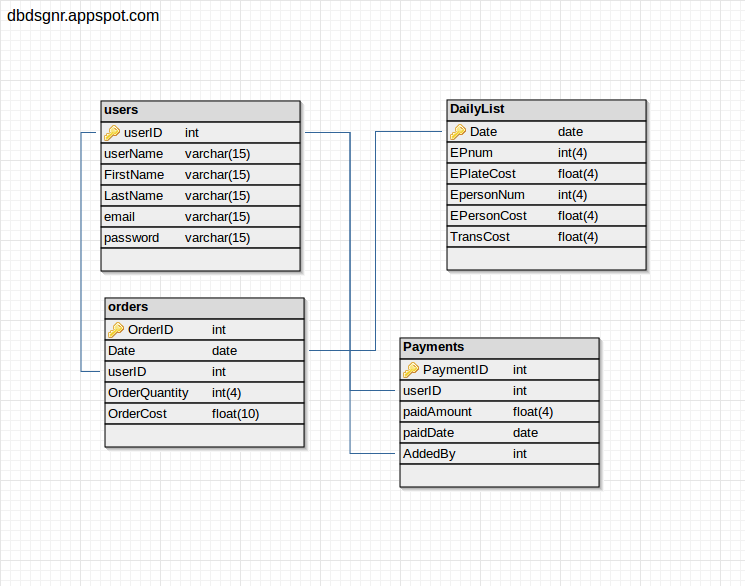 dbdsgnr.appspot.com
users
userID int
userName varchar(15)
FirstName varchar(15)
LastName varchar(15)
email varchar(15)
password varchar(15)
DailyList
Date date
EPnum int(4)
EPlateCost float(4)
EpersonNum int(4)
EPersonCost float(4)
TransCost float(4)
orders
OrderID int
Date date
userID int
OrderQuantity int(4)
OrderCost float(10)
Payments
PaymentID int
userID int
paidAmount float(4)
paidDate date
AddedBy int